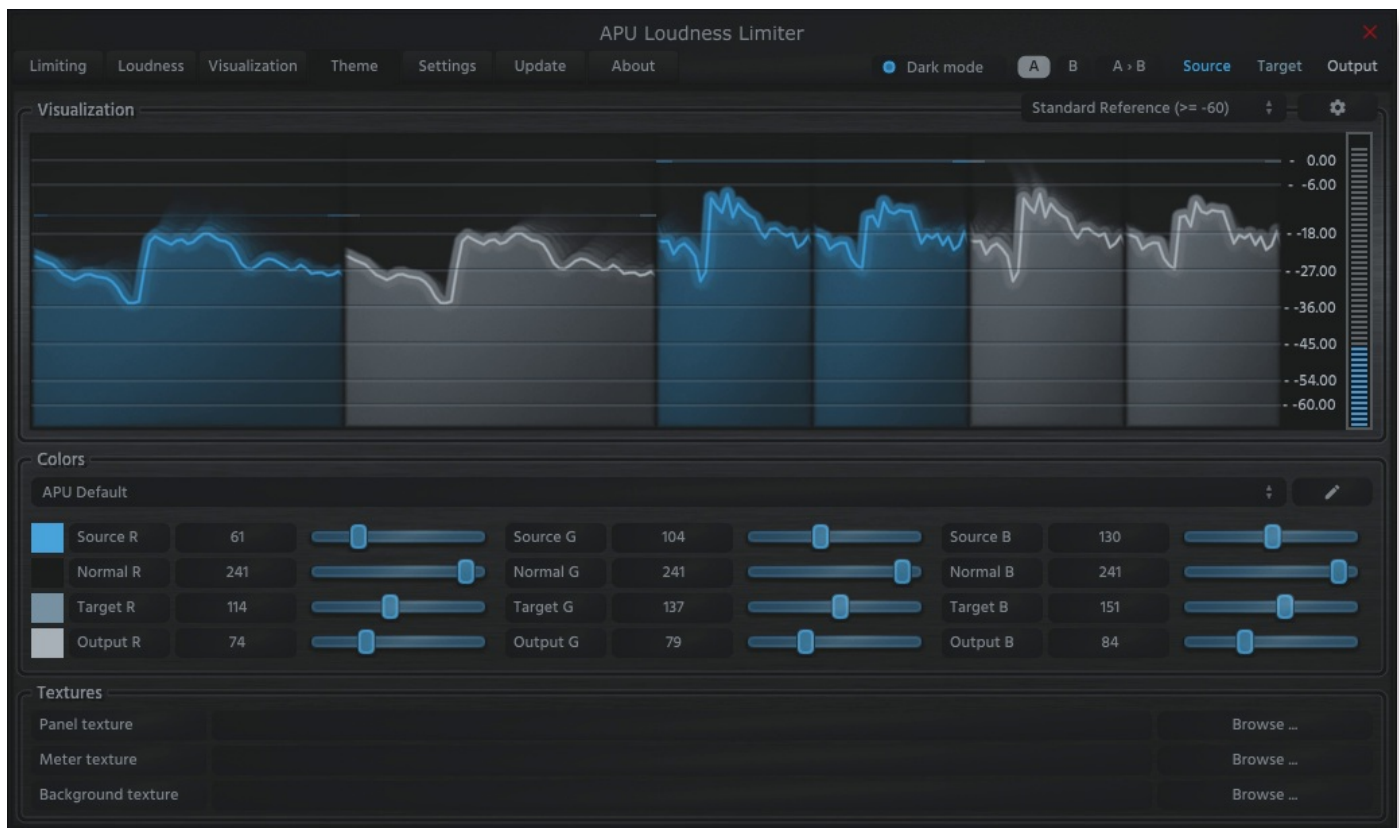 APU Loudness Limiter
Limiting Loudness Visualization Theme Settings Update About Dark mode A B A › B Source Target Output
Visualization Standard Reference (>= -60)
- 0.00
- -6.00
- -18.00
- -27.00
- -36.00
- -45.00
- -54.00
- -60.00
Colors
APU Default
Source R 61 Source G 104 Source B 130
Normal R 241 Normal G 241 Normal B 241
Target R 114 Target G 137 Target B 151
Output R 74 Output G 79 Output B 84
Textures
Panel texture Browse ...
Meter texture Browse ...
Background texture Browse ...